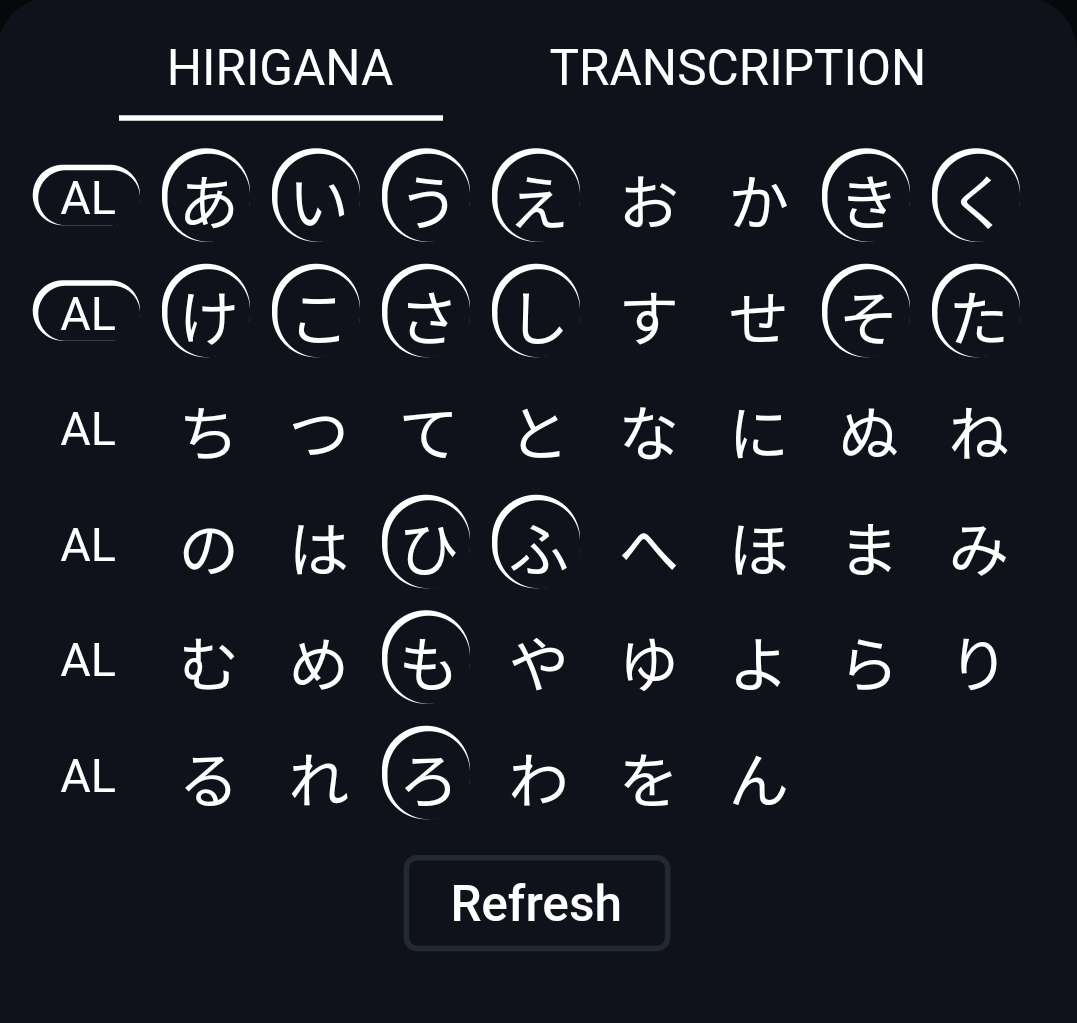 HIRIGANA TRANSCRIPTION
AL あ い う え お か き く
AL け こ さ し す せ そ た
AL ち つ て と な に ぬ ね
AL の は ひ ふ へ ほ ま み
AL む め も や ゆ よ ら り
AL る れ ろ わ を ん
Refresh